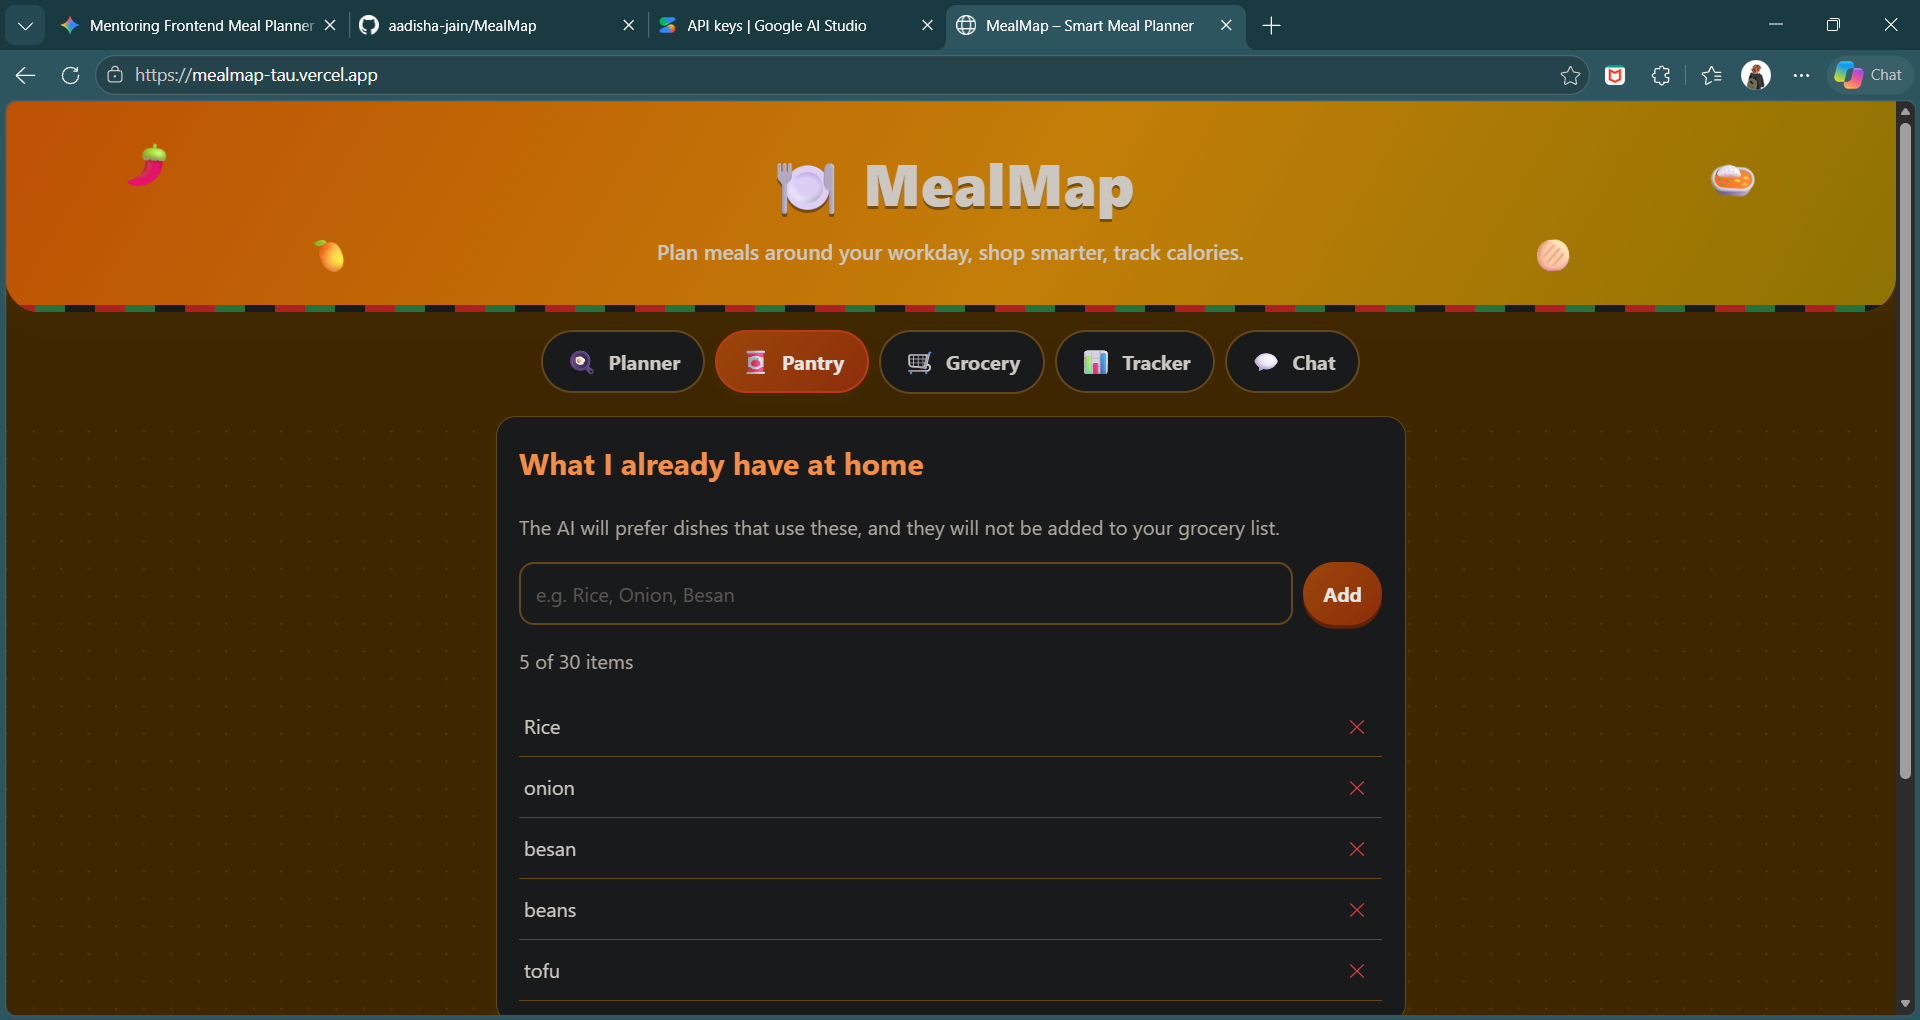 Mentoring Frontend Meal Planner
aadisha-jain/MealMap
API keys | Google AI Studio
MealMap – Smart Meal Planner
https://mealmap-tau.vercel.app
Chat
MealMap
Plan meals around your workday, shop smarter, track calories.
Planner
Pantry
Grocery
Tracker
Chat
What I already have at home
The AI will prefer dishes that use these, and they will not be added to your grocery list.
e.g. Rice, Onion, Besan
Add
5 of 30 items
Rice
onion
besan
beans
tofu